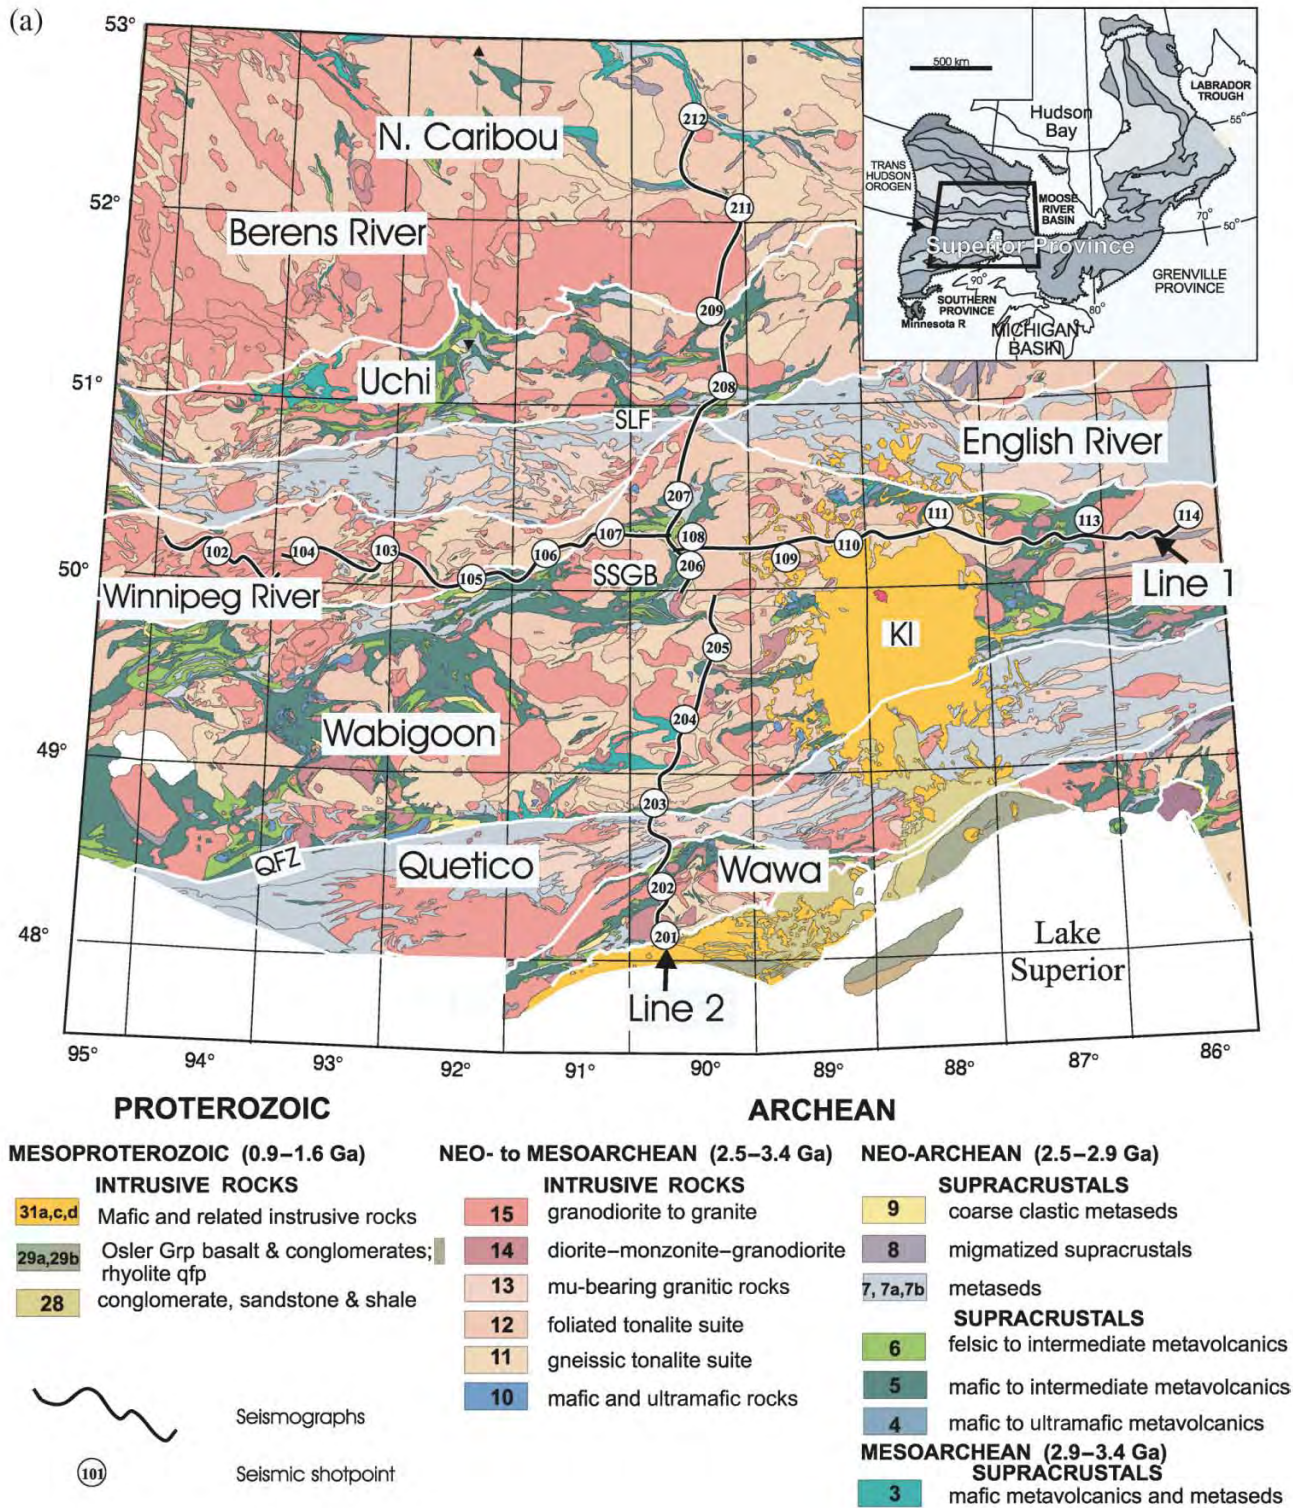 (a)
53°
52°
51°
50°
49°
48°
N. Caribou
Berens River
Uchi
SLF
English River
Winnipeg River
SSGB
KI
Line 1
Wabigoon
QFZ
Quetico
Wawa
Lake
Superior
Line 2
212
211
209
208
207
107
108
206
106
105
103
104
102
109
110
111
113
114
205
204
203
202
201
500 km
Hudson
Bay
LABRADOR
TROUGH
55°
TRANS
HUDSON
OROGEN
MOOSE
RIVER
BASIN
70°
50°
Superior Province
GRENVILLE
PROVINCE
90°
80°
SOUTHERN
PROVINCE
Minnesota R
MICHIGAN
BASIN
95°
94°
93°
92°
91°
90°
89°
88°
87°
86°
PROTEROZOIC
MESOPROTEROZOIC (0.9–1.6 Ga)
INTRUSIVE ROCKS
31a,c,d Mafic and related instrusive rocks
29a,29b Osler Grp basalt & conglomerates;
rhyolite qfp
28 conglomerate, sandstone & shale
Seismographs
101 Seismic shotpoint
ARCHEAN
NEO- to MESOARCHEAN (2.5–3.4 Ga)
INTRUSIVE ROCKS
15 granodiorite to granite
14 diorite–monzonite–granodiorite
13 mu-bearing granitic rocks
12 foliated tonalite suite
11 gneissic tonalite suite
10 mafic and ultramafic rocks
NEO-ARCHEAN (2.5–2.9 Ga)
SUPRACRUSTALS
9 coarse clastic metaseds
8 migmatized supracrustals
7, 7a,7b metaseds
SUPRACRUSTALS
6 felsic to intermediate metavolcanics
5 mafic to intermediate metavolcanics
4 mafic to ultramafic metavolcanics
MESOARCHEAN (2.9–3.4 Ga)
SUPRACRUSTALS
3 mafic metavolcanics and metaseds